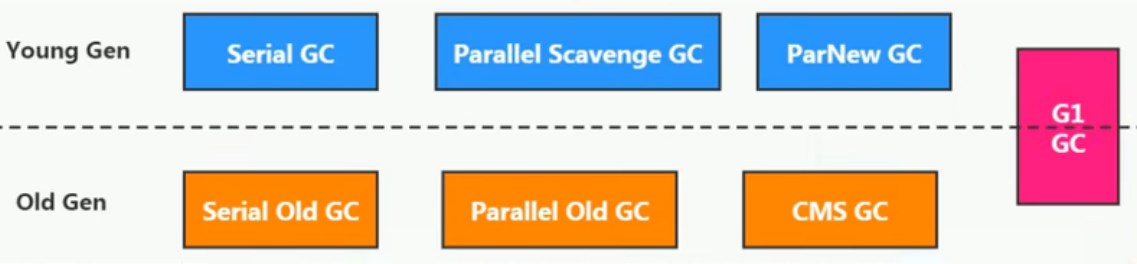 Young Gen
Serial GC
Parallel Scavenge GC
ParNew GC
G1
GC
Old Gen
Serial Old GC
Parallel Old GC
CMS GC